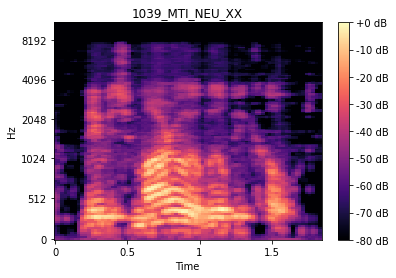 1039_MTI_NEU_XX
+0 dB
8192
-10 dB
4096
-20 dB
-30 dB
2048
Hz
-40 dB
1024
-50 dB
512
-60 dB
-70 dB
0
-80 dB
0 0.5 1 1.5
Time